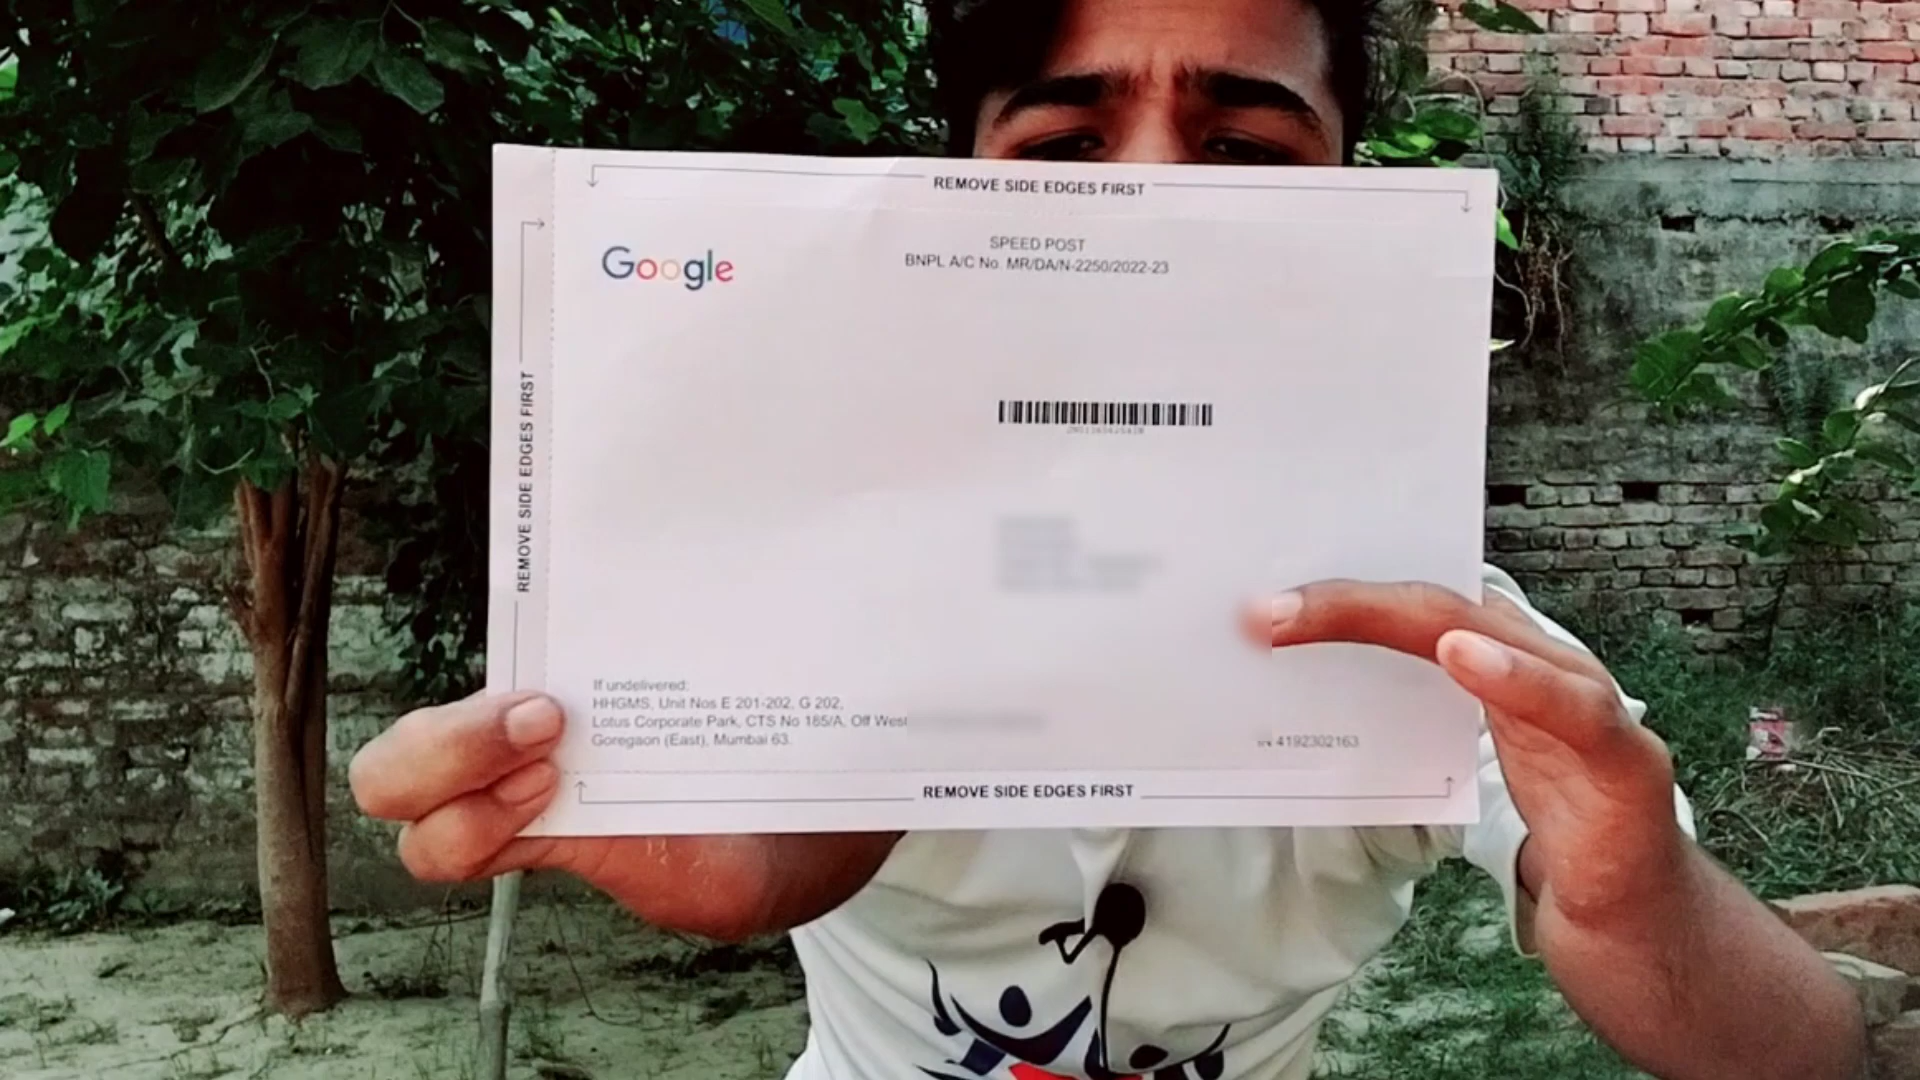 REMOVE SIDE EDGES FIRST
SPEED POST
BNPL A/C No. MR/DA/N-2250/2022-23
Google
REMOVE SIDE EDGES FIRST
If undelivered:
HHGMS, Unit Nos E 201-202, G 202,
Lotus Corporate Park, CTS No 185/A, Off West
Goregaon (East), Mumbai 63.
4192302163
REMOVE SIDE EDGES FIRST